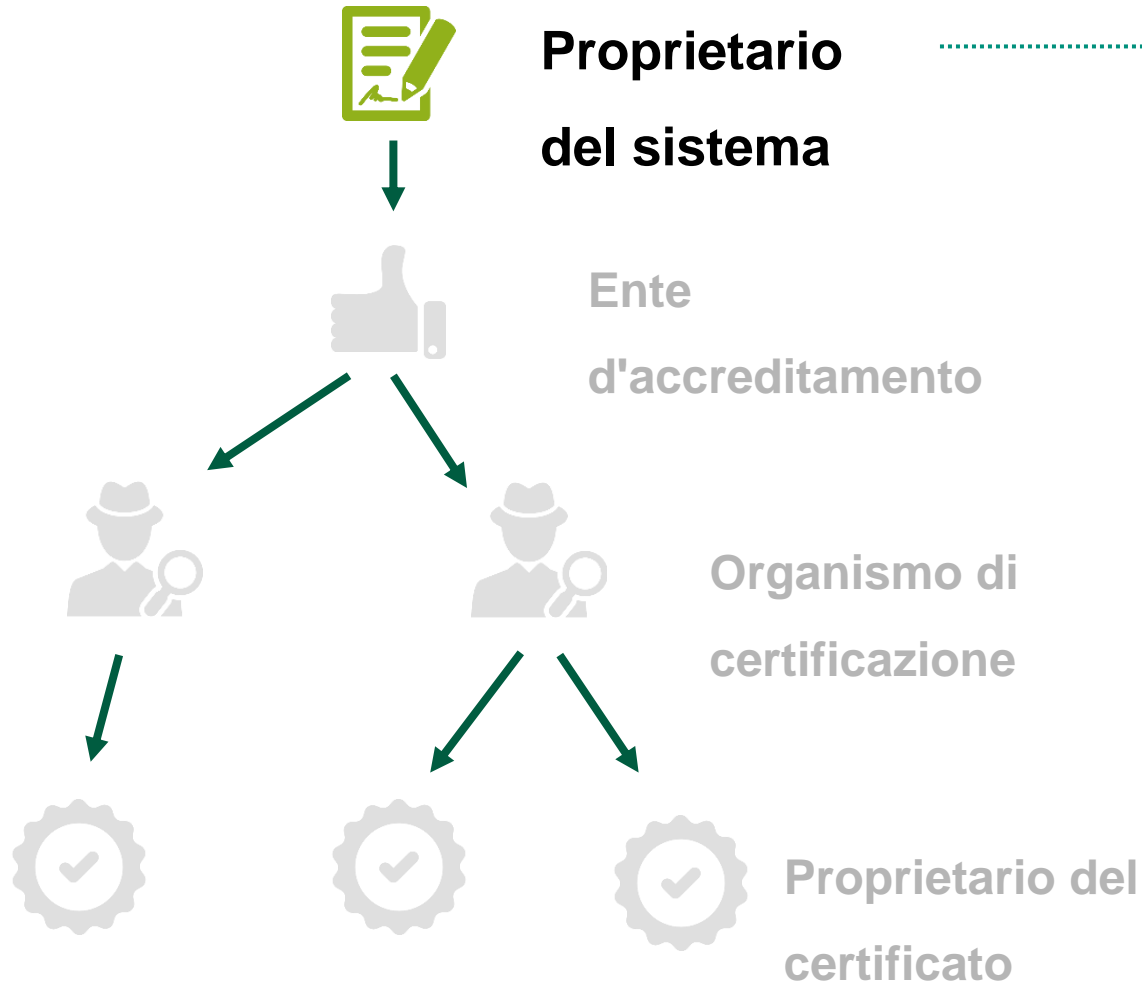 Proprietario
del sistema
Ente
d'accreditamento
Organismo di
certificazione
Proprietario del
certificato